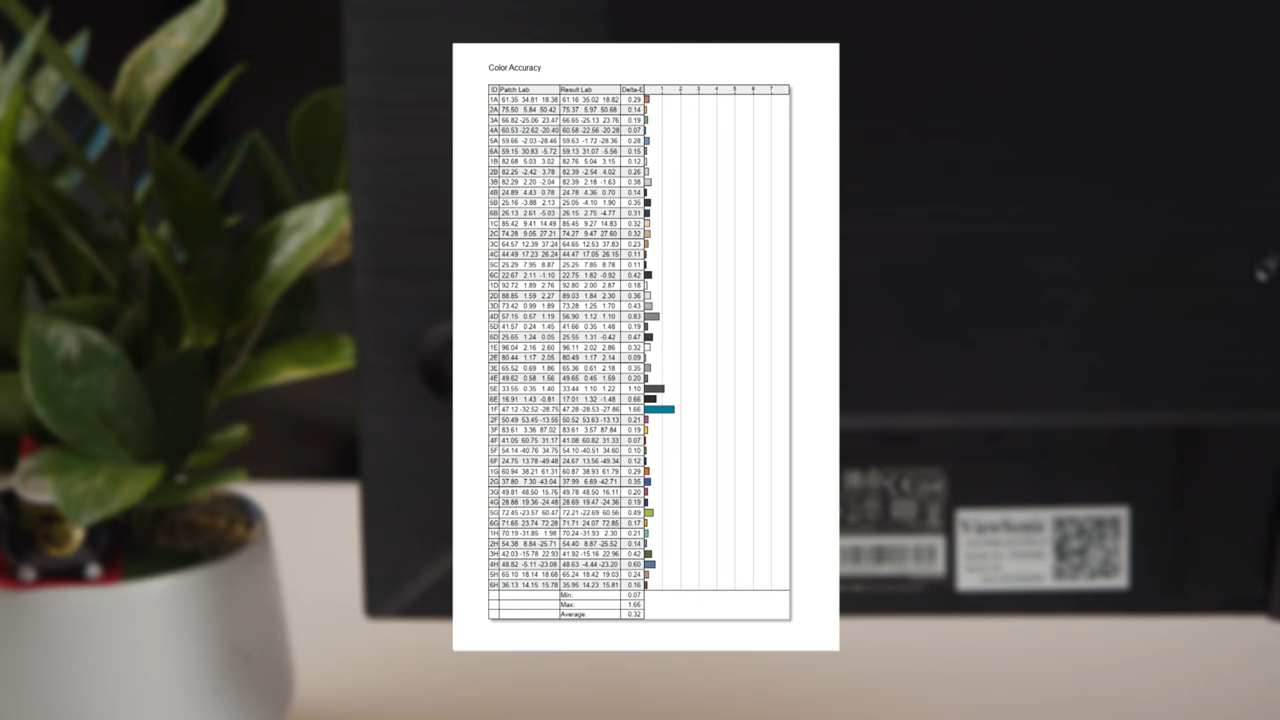 Color Accuracy
ID Patch Lab Result Lab Delta-E 1 2 3 4 5 6 7
1A 61.35 34.81 18.38 61.16 35.02 18.82 0.29
2A 75.50 5.84 50.42 75.37 5.97 50.68 0.14
3A 66.82 -25.06 23.47 66.65 -25.13 23.76 0.19
4A 60.53 -22.62 -20.40 60.58 -22.56 -20.28 0.07
5A 59.66 -2.03 -28.46 59.63 -1.72 -28.36 0.28
6A 59.15 30.83 -5.72 59.13 31.07 -5.56 0.15
1B 82.68 5.03 3.02 82.76 5.04 3.15 0.12
2B 82.25 -2.42 3.78 82.39 -2.54 4.02 0.26
3B 82.29 2.20 -2.04 82.39 2.18 -1.63 0.38
4B 24.89 4.43 0.78 24.78 4.36 0.70 0.14
5B 25.16 -3.88 2.13 25.05 -4.10 1.90 0.35
6B 26.13 2.61 -5.03 26.15 2.75 -4.77 0.31
1C 85.42 9.41 14.49 85.45 9.27 14.83 0.32
2C 74.28 9.05 27.21 74.27 9.47 27.60 0.32
3C 64.57 12.39 37.24 64.65 12.53 37.83 0.23
4C 44.49 17.23 26.24 44.47 17.05 26.15 0.11
5C 25.29 7.95 8.87 25.25 7.85 8.78 0.11
6C 22.67 2.11 -1.10 22.75 1.82 -0.92 0.42
1D 92.72 1.89 2.76 92.80 2.00 2.87 0.18
2D 88.85 1.59 2.27 89.03 1.84 2.30 0.36
3D 73.42 0.99 1.89 73.28 1.25 1.70 0.43
4D 57.15 0.57 1.19 56.90 1.12 1.10 0.83
5D 41.57 0.24 1.45 41.66 0.35 1.48 0.19
6D 25.65 1.24 0.05 25.55 1.31 -0.42 0.47
1E 96.04 2.16 2.60 96.11 2.02 2.86 0.32
2E 80.44 1.17 2.05 80.49 1.17 2.14 0.09
3E 65.52 0.69 1.86 65.36 0.61 2.18 0.35
4E 49.62 0.58 1.56 49.65 0.45 1.59 0.20
5E 33.55 0.35 1.40 33.44 1.10 1.22 1.10
6E 16.91 1.43 -0.81 17.01 1.32 -1.48 0.66
1F 47.12 -32.52 -28.75 47.28 -28.53 -27.86 1.66
2F 50.49 53.45 -13.55 50.52 53.63 -13.13 0.21
3F 83.61 3.36 87.02 83.61 3.57 87.84 0.19
4F 41.05 60.75 31.17 41.08 60.82 31.33 0.07
5F 54.14 -40.76 34.75 54.10 -40.51 34.60 0.10
6F 24.75 13.78 -49.48 24.67 13.56 -49.34 0.12
1G 60.94 38.21 61.31 60.87 38.93 61.79 0.29
2G 37.80 7.30 -43.04 37.99 6.69 -42.71 0.35
3G 49.81 48.50 15.76 49.78 48.50 16.11 0.20
4G 28.88 19.36 -24.48 28.69 19.47 -24.36 0.19
5G 72.45 -23.57 60.47 72.21 -22.69 60.56 0.49
6G 71.65 23.74 72.28 71.71 24.07 72.85 0.17
1H 70.19 -31.85 1.98 70.24 -31.93 2.30 0.21
2H 54.38 8.84 -25.71 54.40 8.87 -25.52 0.14
3H 42.03 -15.78 22.93 41.92 -15.16 22.96 0.42
4H 48.82 -5.11 -23.08 48.63 -4.44 -23.20 0.60
5H 65.10 18.14 18.68 65.24 18.42 19.03 0.24
6H 36.13 14.15 15.78 35.95 14.23 15.81 0.16
Min. 0.07
Max. 1.66
Average: 0.32